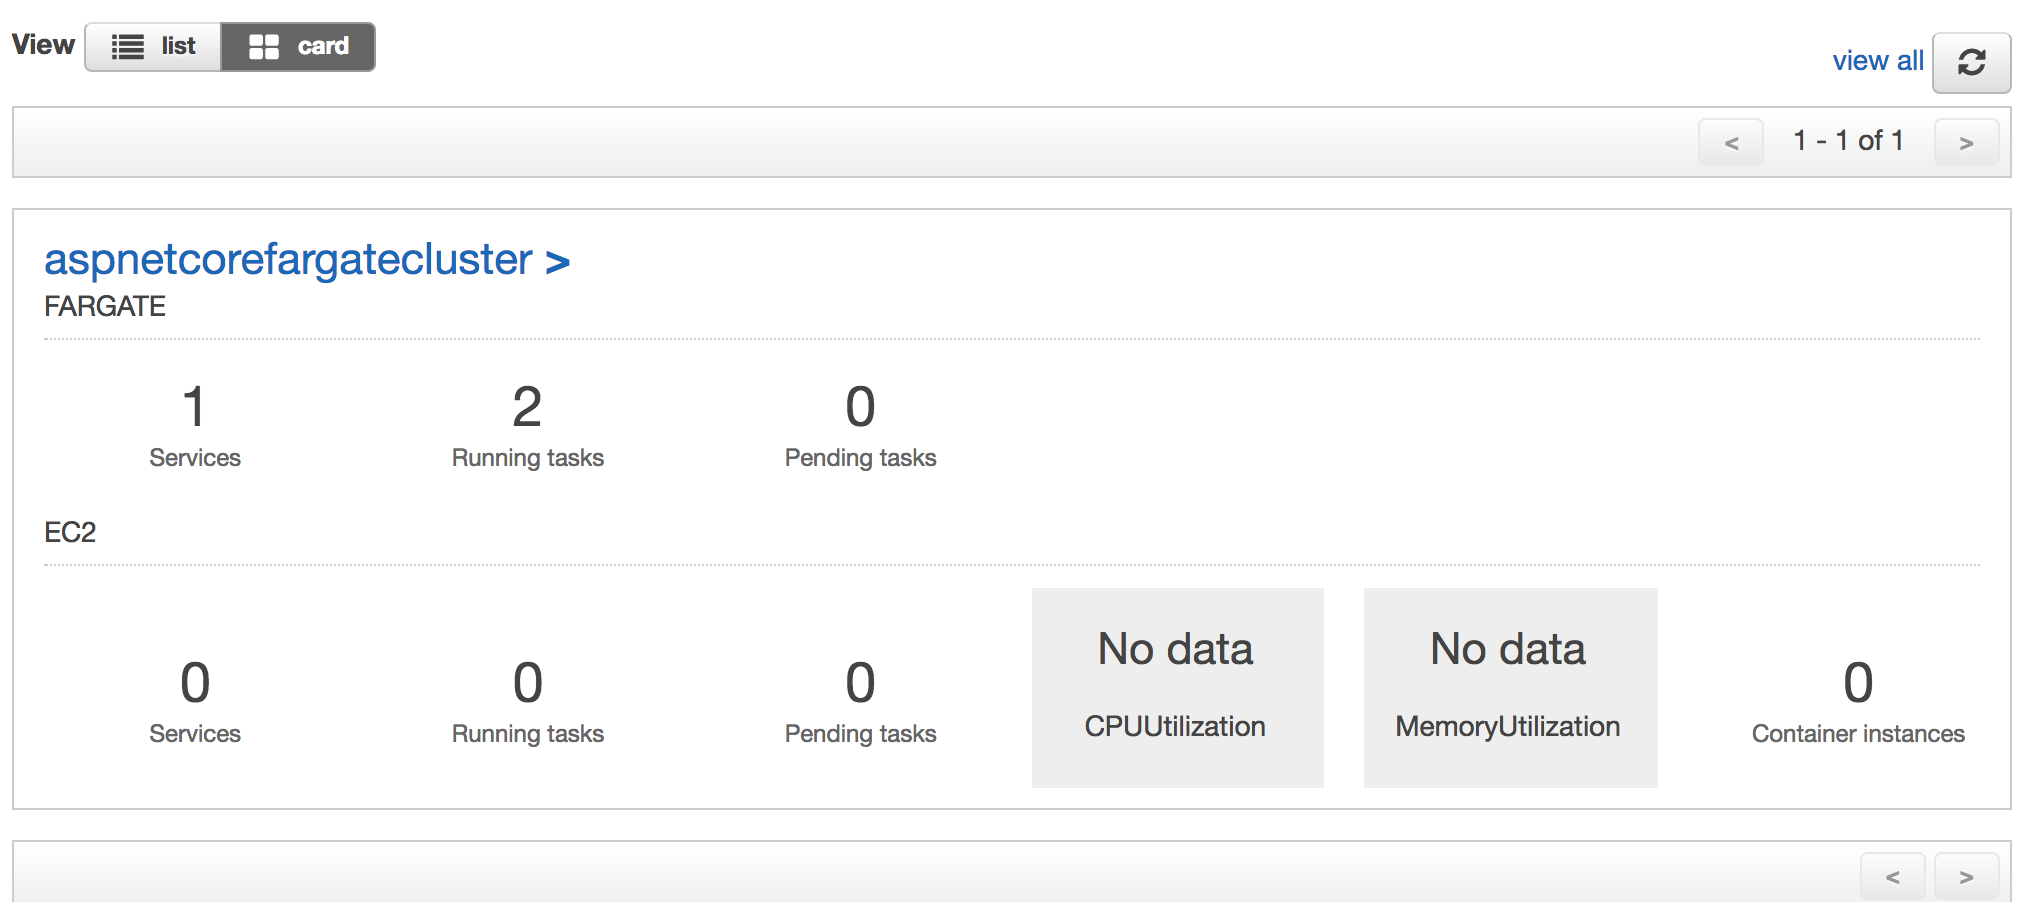 View list card
view all
< 1 - 1 of 1 >
aspnetcorefargatecluster >
FARGATE
1 2 0
Services Running tasks Pending tasks
EC2
0 0 0 No data No data 0
Services Running tasks Pending tasks CPUUtilization MemoryUtilization Container instances
< >